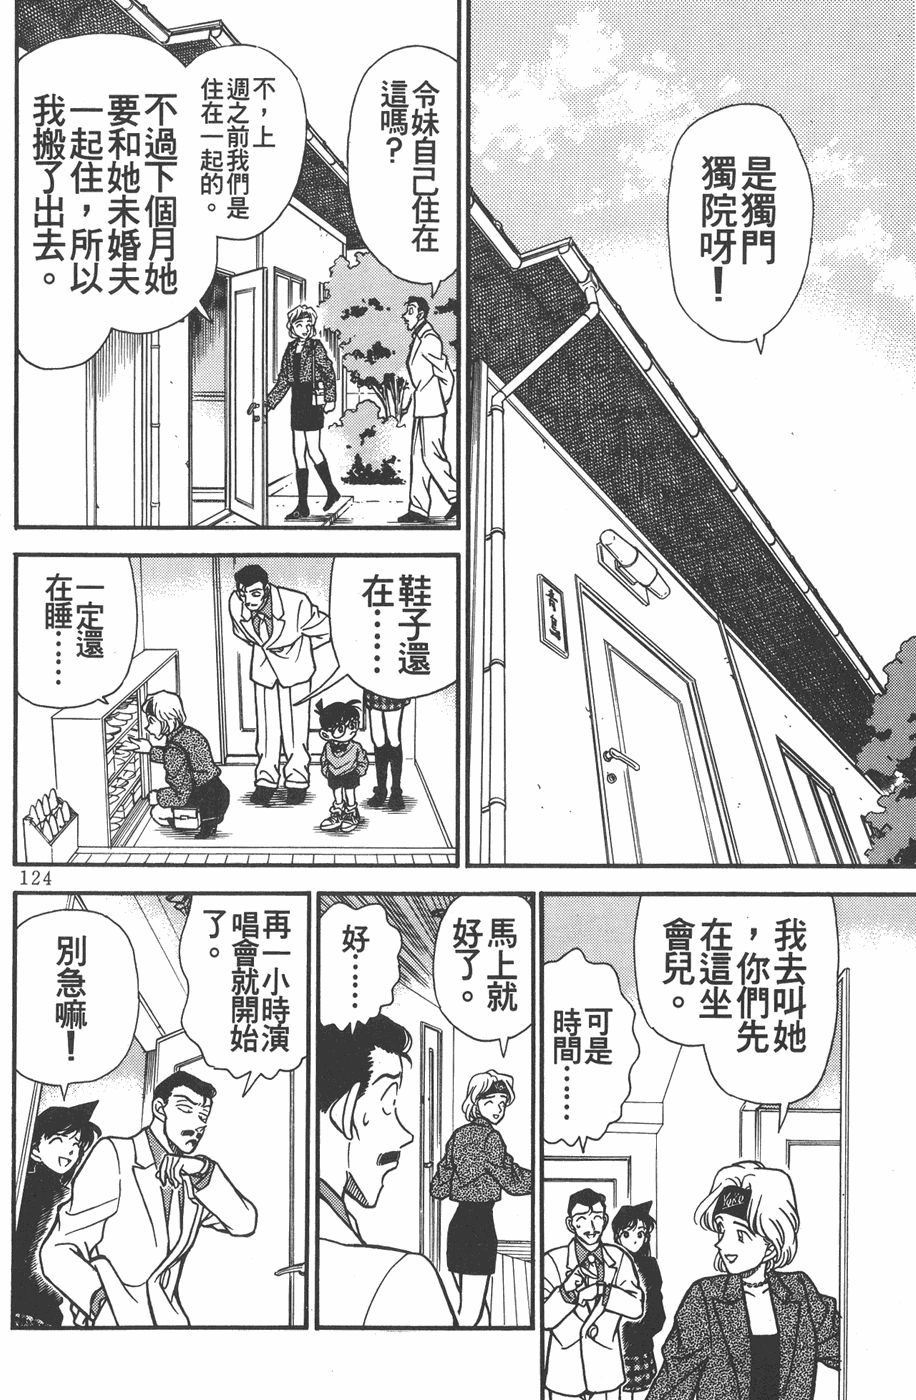 是獨門
獨院呀！
青島
令妹自己住在
這嗎？
不，上
週之前我們是
住在一起的。
不過下個月她
要和她未婚夫
一起住，所以
我搬了出去。
鞋子還
在……
一定還
在睡……
124
我去叫她
，你們先
在這坐
會兒。
可是
時間……
馬上就
好了。
好……
再一小時演
唱會就開始
了。
別急嘛！